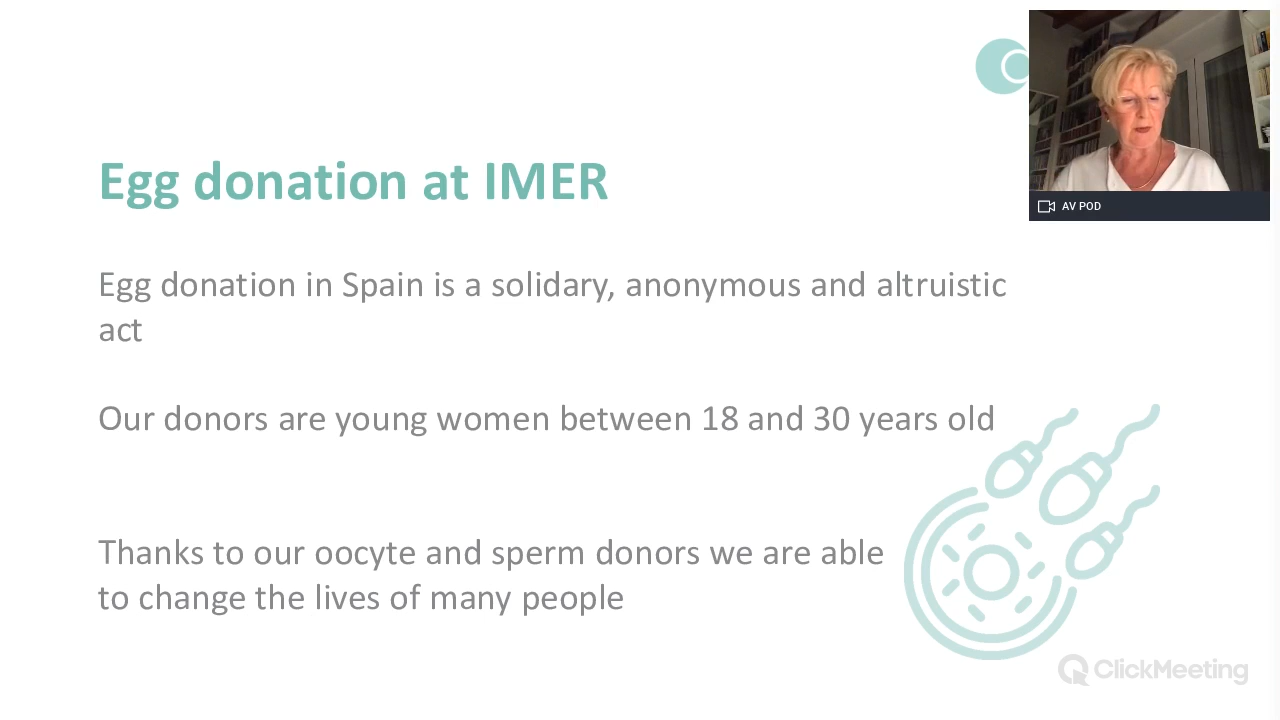 Egg donation at IMER
AV POD
Egg donation in Spain is a solidary, anonymous and altruistic
act
Our donors are young women between 18 and 30 years old
Thanks to our oocyte and sperm donors we are able
to change the lives of many people
ClickMeeting